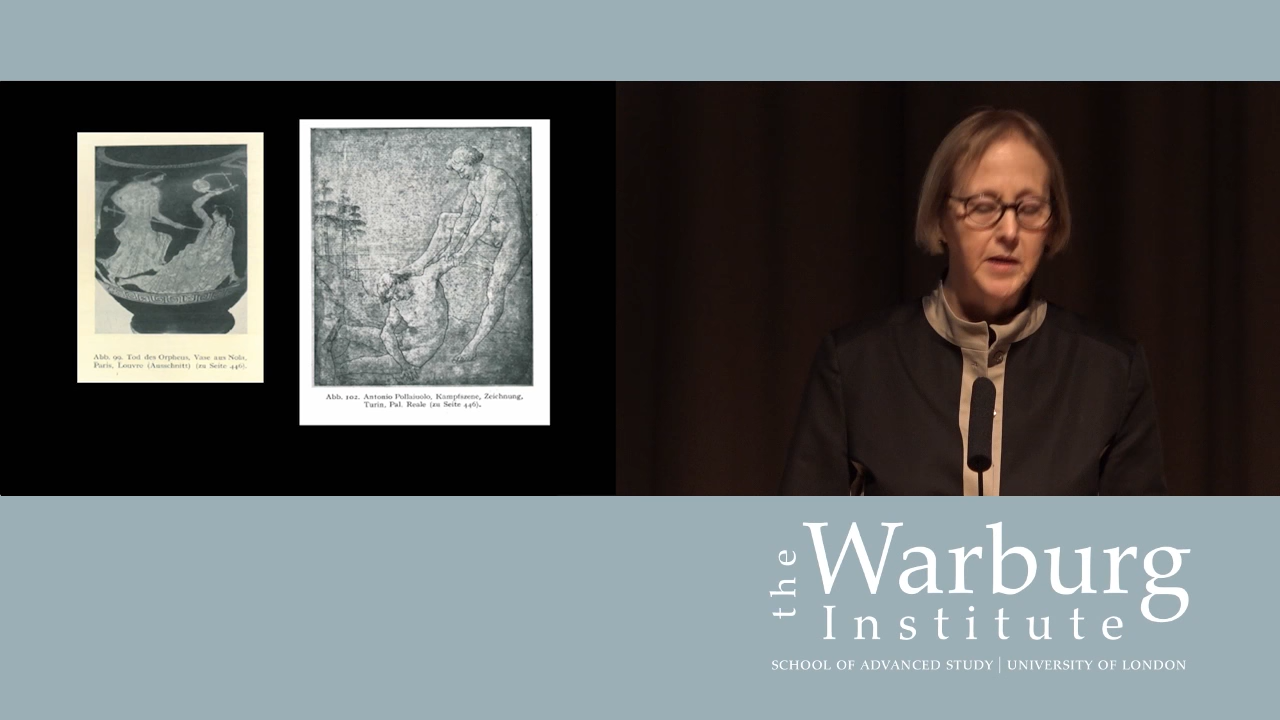 Abb. 99. Tod des Orpheus, Vase aus Nola,
Paris, Louvre (Ausschnitt) (zu Seite 446).
Abb. 102. Antonio Pollaiuolo, Kampfszene, Zeichnung,
Turin, Pal. Reale (zu Seite 446).
the Warburg
Institute
SCHOOL OF ADVANCED STUDY | UNIVERSITY OF LONDON